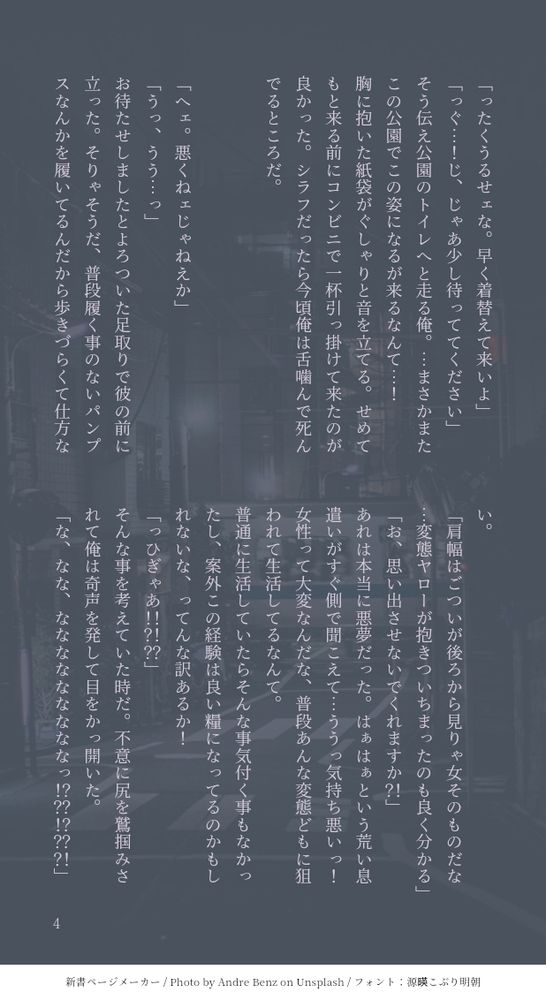 「ったくうるせェな。早く着替えて来いよ」
「っぐ…！じ、じゃあ少し待っててください」
そう伝え公園のトイレへと走る俺。…まさかまた
この公園でこの姿になるが来るなんて…！
胸に抱いた紙袋がぐしゃりと音を立てる。せめて
もと来る前にコンビニで一杯引っ掛けて来たのが
良かった。シラフだったら今頃俺は舌噛んで死ん
でるところだ。
「へェ。悪くねェじゃねえか」
「うっ、うう…っ」
お待たせしましたとよろついた足取りで彼の前に
立った。そりゃそうだ、普段履く事のないパンプ
スなんかを履いてるんだから歩きづらくて仕方な
い。
「肩幅はごついが後ろから見りゃ女そのものだな
…変態ヤローが抱きついちまったのも良く分かる」
「お、思い出させないでくれますか！？」
あれは本当に悪夢だった。はぁはぁという荒い息
遣いがすぐ側で聞こえて…ううっ気持ち悪いっ！
女性って大変なんだな、普段あんな変態どもに狙
われて生活してるなんて。
普通に生活していたらそんな事気付く事もなかっ
たし、案外この経験は良い糧になってるのかもし
れないな、ってんな訳あるか！
「っひぎゃあ！！？！？？」
そんな事を考えていた時だ。不意に尻を鷲掴みさ
れて俺は奇声を発して目をかっ開いた。
「な、なな、なななななななななっ！？？？！？？？！」
4
新書ページメーカー / Photo by Andre Benz on Unsplash / フォント：源暎こぶり明朝